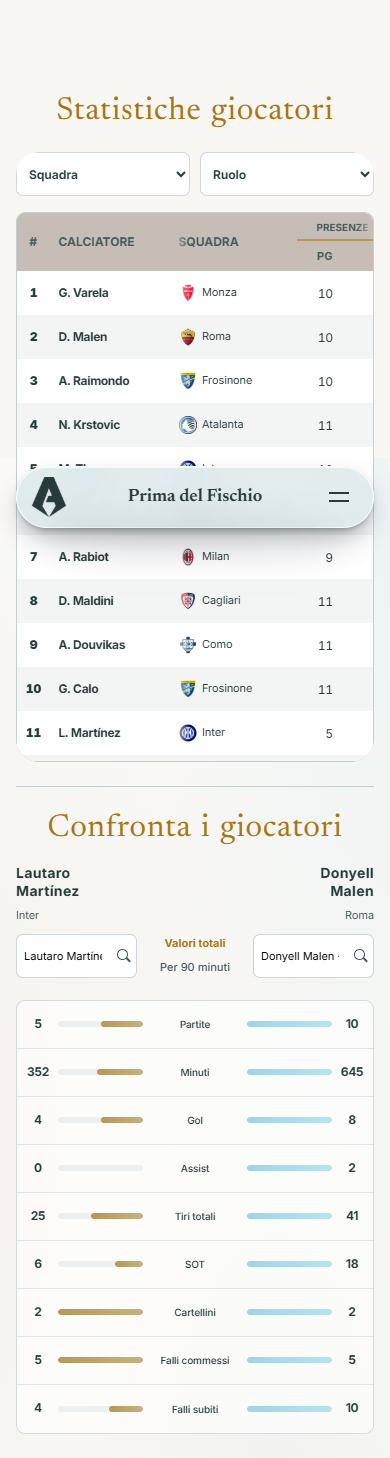 Statistiche giocatori
Squadra Ruolo
# CALCIATORE SQUADRA PRESENZE
PG
1 G. Varela Monza 10
2 D. Malen Roma 10
3 A. Raimondo Frosinone 10
4 N. Krstovic Atalanta 11
Prima del Fischio
7 A. Rabiot Milan 9
8 D. Maldini Cagliari 11
9 A. Douvikas Como 11
10 G. Calo Frosinone 11
11 L. Martínez Inter 5
Confronta i giocatori
Lautaro Martínez
Inter
Donyell Malen
Roma
Lautaro Martín
Valori totali
Per 90 minuti
Donyell Malen ·
5 Partite 10
352 Minuti 645
4 Gol 8
0 Assist 2
25 Tiri totali 41
6 SOT 18
2 Cartellini 2
5 Falli commessi 5
4 Falli subiti 10